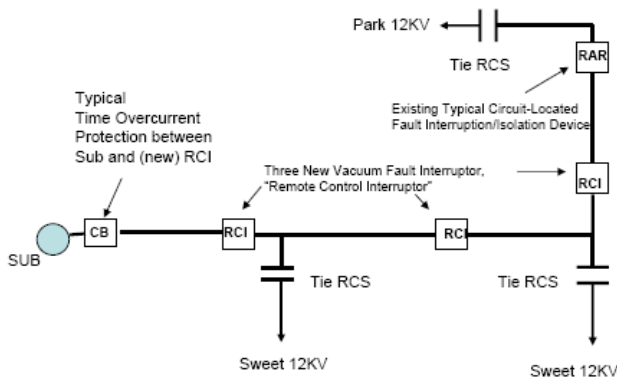 Park 12KV
Tie RCS
RAR
Existing Typical Circuit-Located
Fault Interruption/Isolation Device
Typical
Time Overcurrent
Protection between
Sub and (new) RCI
Three New Vacuum Fault Interruptor,
"Remote Control Interruptor"
RCI
SUB
CB
RCI
RCI
Tie RCS
Tie RCS
Sweet 12KV
Sweet 12KV